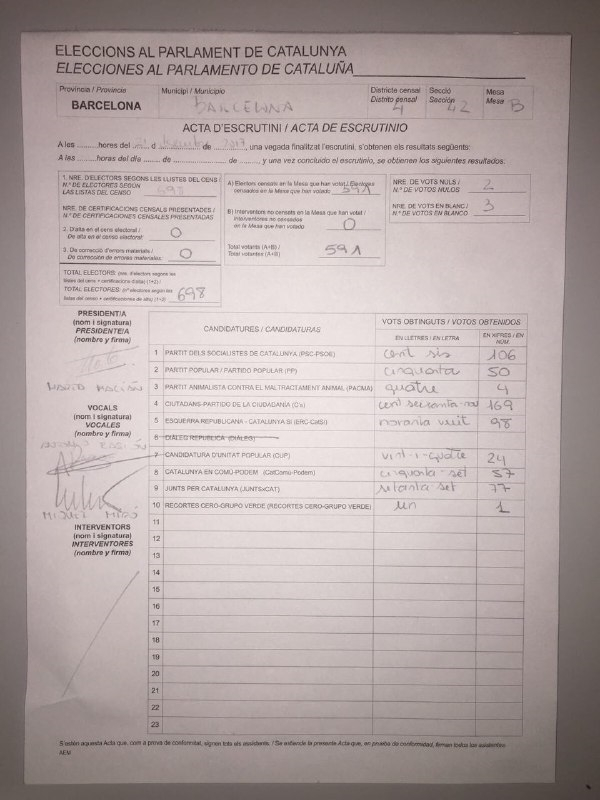 ELECCIONS AL PARLAMENT DE CATALUNYA
ELECCIONES AL PARLAMENTO DE CATALUÑA
Província / Provincia
BARCELONA
Municipi / Municipio
BARCELONA
Districte censal
Distrito censal
4
Secció
Sección
42
Mesa
Mesa B
ACTA D'ESCRUTINI / ACTA DE ESCRUTINIO
A les ......... hores del 21 d de 2017, una vegada finalitzat l'escrutini, s'obtenen els resultats següents:
A las ......... horas del día ...... de ............... de ........., y una vez concluido el escrutinio, se obtienen los siguientes resultados:
1. NRE. D'ELECTORS SEGONS LES LLISTES DEL CENS /
N.º DE ELECTORES SEGÚN
LAS LISTAS DEL CENSO 698
NRE. DE CERTIFICACIONS CENSALS PRESENTADES /
N.º DE CERTIFICACIONES CENSALES PRESENTADAS
2. D'alta en el cens electoral /
De alta en el censo electoral: 0
3. De correcció d'errors materials /
De corrección de errores materiales: 0
TOTAL ELECTORS: (nre. d'electors segons les
llistes del cens + certificacions d'alta) (1+2) /
TOTAL ELECTORES: (n.º electores según las
listas del censo + certificaciones de alta) (1+2) 698
A) Electors censats en la Mesa que han votat / Electores
censados en la Mesa que han votado 591
B) Interventors no censats en la Mesa que han votat /
Interventores no censados
en la Mesa que han votado 0
Total votants (A+B) /
Total votantes (A+B) 591
NRE. DE VOTS NULS /
N.º DE VOTOS NULOS 2
NRE. DE VOTS EN BLANC /
N.º DE VOTOS EN BLANCO 3
PRESIDENT/A
(nom i signatura)
PRESIDENTE/A
(nombre y firma)
VOCALS
(nom i signatura)
VOCALES
(nombre y firma)
INTERVENTORS
(nom i signatura)
INTERVENTORES
(nombre y firma)
CANDIDATURES / CANDIDATURAS
VOTS OBTINGUTS / VOTOS OBTENIDOS
EN LLETRES / EN LETRA
EN XIFRES / EN NÚM.
1 PARTIT DELS SOCIALISTES DE CATALUNYA (PSC-PSOE) cent sis 106
2 PARTIT POPULAR / PARTIDO POPULAR (PP) cinquanta 50
3 PARTIT ANIMALISTA CONTRA EL MALTRACTAMENT ANIMAL (PACMA) quatre 4
4 CIUTADANS-PARTIDO DE LA CIUDADANÍA (C's) cent seixanta-nou 169
5 ESQUERRA REPUBLICANA - CATALUNYA SÍ (ERC-CatSí) noranta vuit 98
6 DIÀLEG REPÚBLICA (DIÀLEG)
7 CANDIDATURA D'UNITAT POPULAR (CUP) vint-i-quatre 24
8 CATALUNYA EN COMÚ-PODEM (CatComú-Podem) cinquanta-set 57
9 JUNTS PER CATALUNYA (JUNTSxCAT) setanta set 77
10 RECORTES CERO-GRUPO VERDE (RECORTES CERO-GRUPO VERDE) un 1
11
12
13
14
15
16
17
18
19
20
21
22
23
S'estén aquesta Acta que, com a prova de conformitat, signen tots els assistents. / Se extiende la presente Acta que, en prueba de conformidad, firman todos los asistentes.
AEM